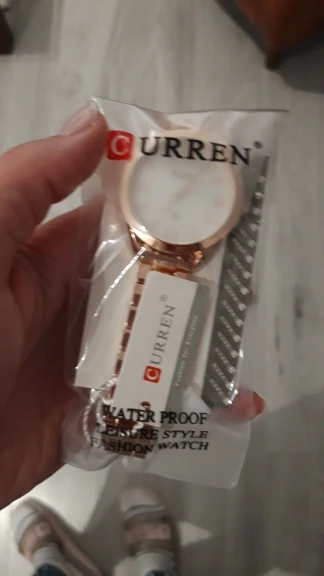 CURREN®
CURREN®
WATER PROOF
LEISURE STYLE
FASHION WATCH